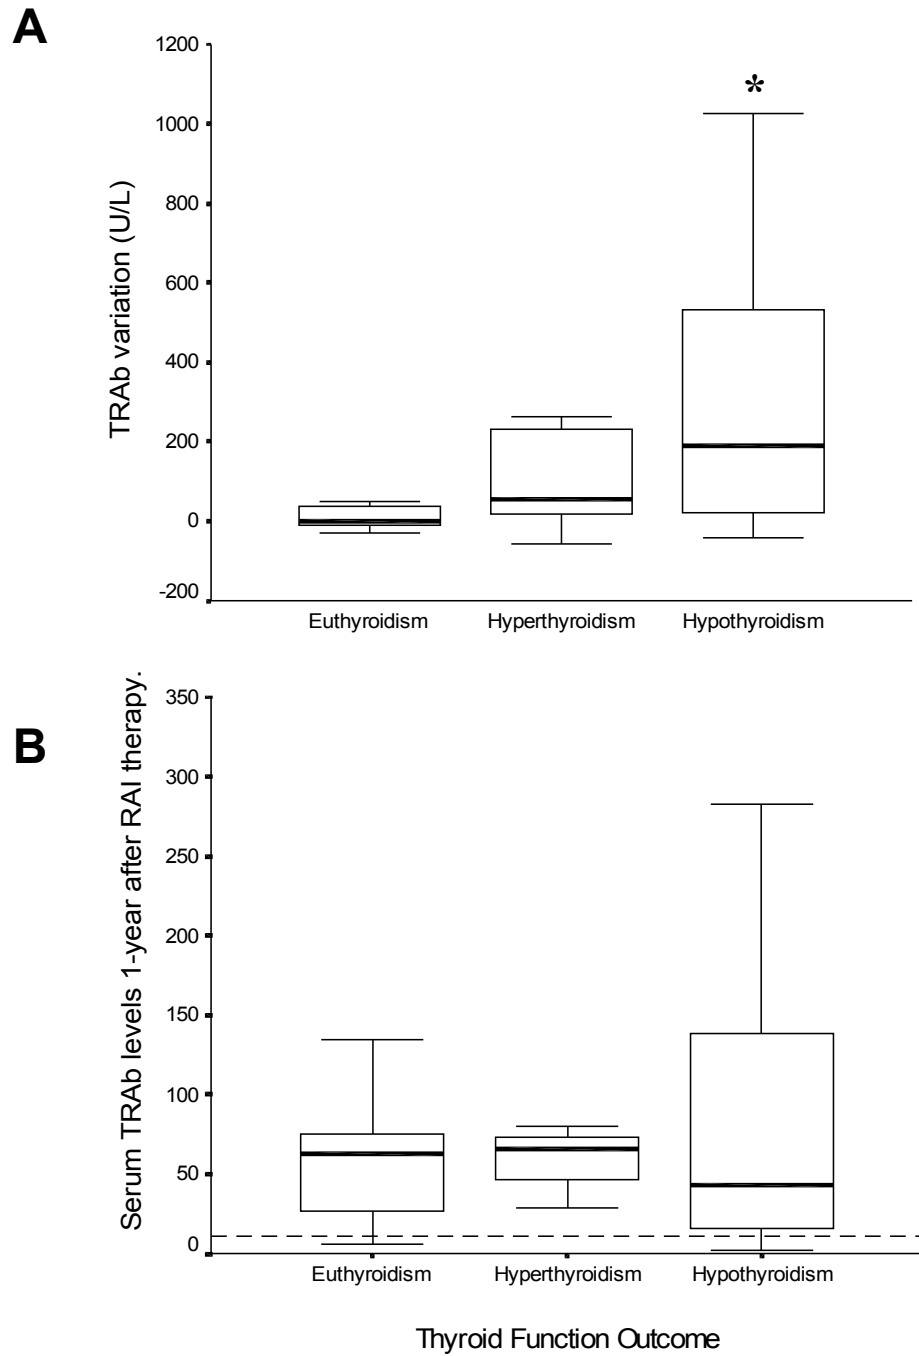 A
TRAb variation (U/L)
1200
1000
800
600
400
200
0
-200
*
Euthyroidism Hyperthyroidism Hypothyroidism
B
Serum TRAb levels 1-year after RAI therapy.
350
300
250
200
150
100
50
0
Euthyroidism Hyperthyroidism Hypothyroidism
Thyroid Function Outcome